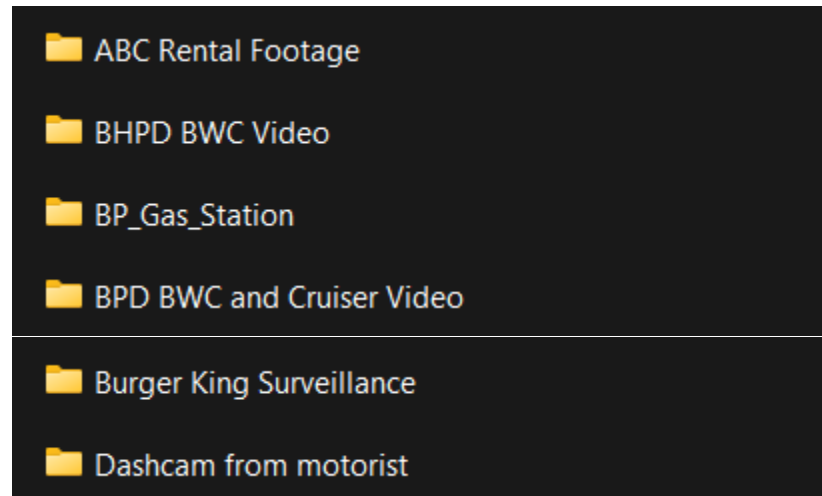 ABC Rental Footage
BHPD BWC Video
BP_Gas_Station
BPD BWC and Cruiser Video
Burger King Surveillance
Dashcam from motorist